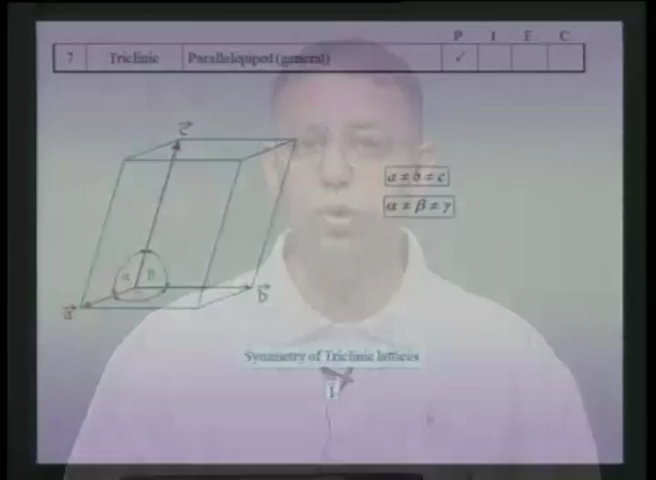 P I F C
7 Triclinic Parallelopiped (general) ✓
c
a ≠ b ≠ c
α ≠ β ≠ γ
α β
a b
Symmetry of Triclinic lattices
1